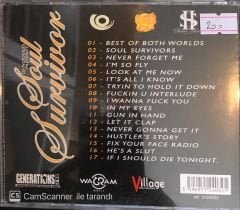 200
Soul
Survivor
01 - BEST OF BOTH WORLDS
02 - SOUL SURVIVORS
03 - NEVER FORGET ME
04 - I'M SO FLY
05 - LOOK AT ME NOW
06 - IT'S ALL I KNOW
07 - TRYIN TO HOLD IT DOWN
08 - FUCKIN U INTERLUDE
09 - I WANNA FUCK YOU
10 - IN MY EYES
11 - GUN IN HAND
12 - LET IT CLAP
13 - NEVER GONNA GET IT
14 - HUSTLER'S STORY
15 - FIX YOUR FACE RADIO
16 - HE'S A SLUT
17 - IF I SHOULD DIE TONIGHT.
GENERATIONS
WAGRAM
Village
CS CamScanner ile tarandı